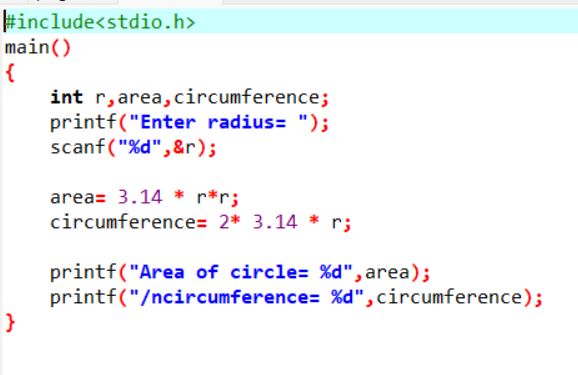 #include<stdio.h>
main()
{
    int r,area,circumference;
    printf("Enter radius= ");
    scanf("%d",&r);

    area= 3.14 * r*r;
    circumference= 2* 3.14 * r;

    printf("Area of circle= %d",area);
    printf("/ncircumference= %d",circumference);
}